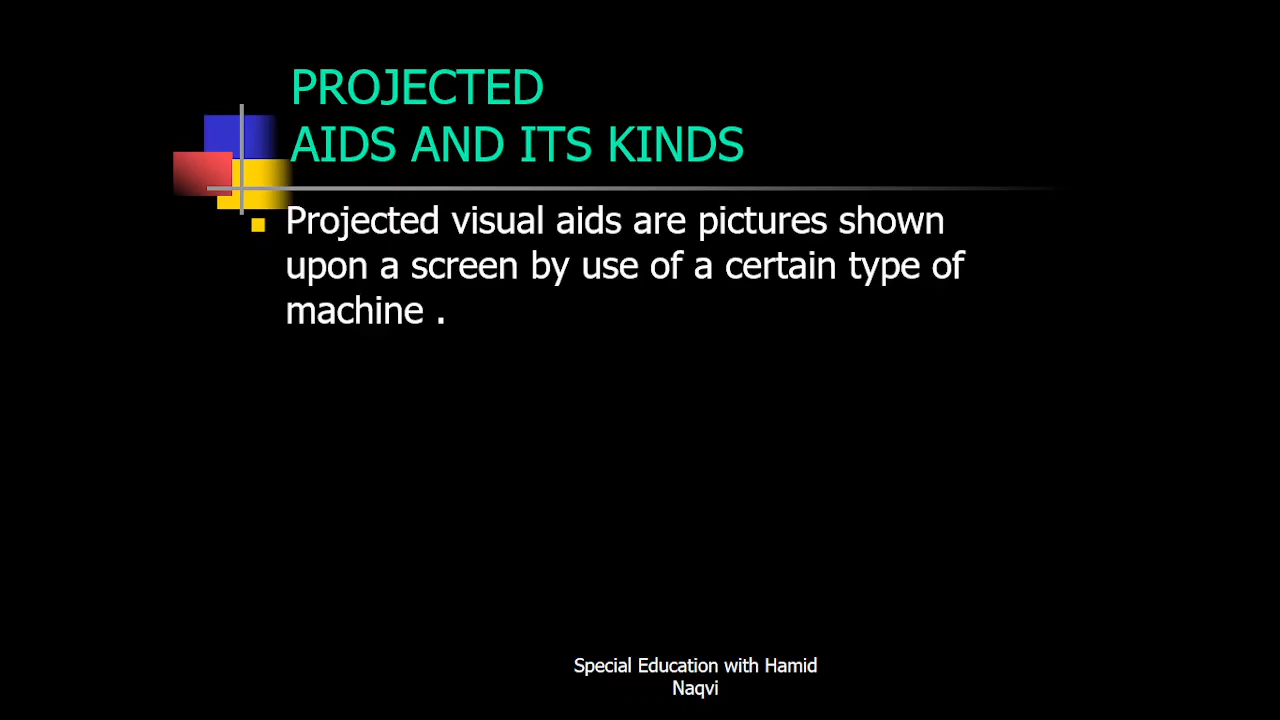 PROJECTED
AIDS AND ITS KINDS
Projected visual aids are pictures shown
upon a screen by use of a certain type of
machine .
Special Education with Hamid
Naqvi